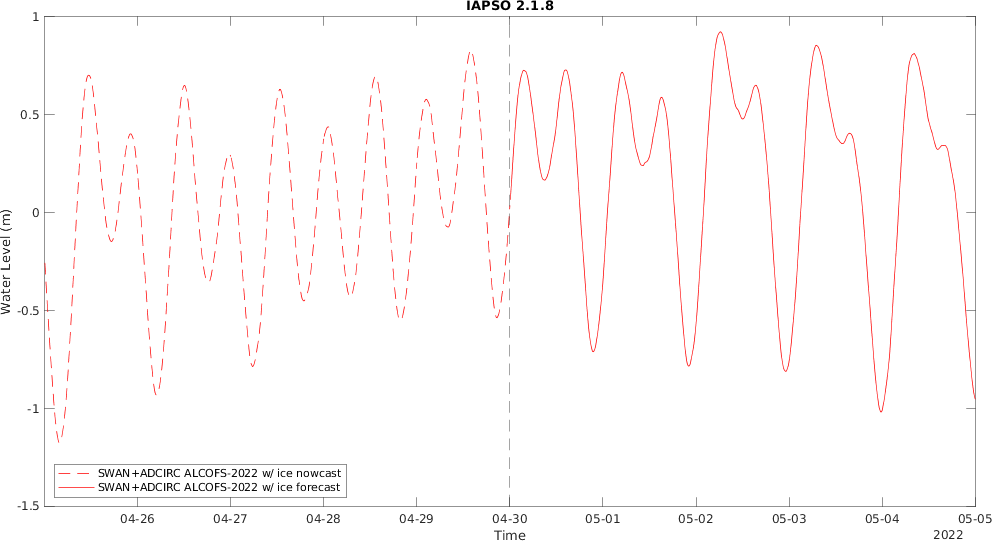 IAPSO 2.1.8
1
0.5
0
-0.5
-1
-1.5
Water Level (m)
SWAN+ADCIRC ALCOFS-2022 w/ ice nowcast
SWAN+ADCIRC ALCOFS-2022 w/ ice forecast
04-26 04-27 04-28 04-29 04-30 05-01 05-02 05-03 05-04 05-05
Time
2022